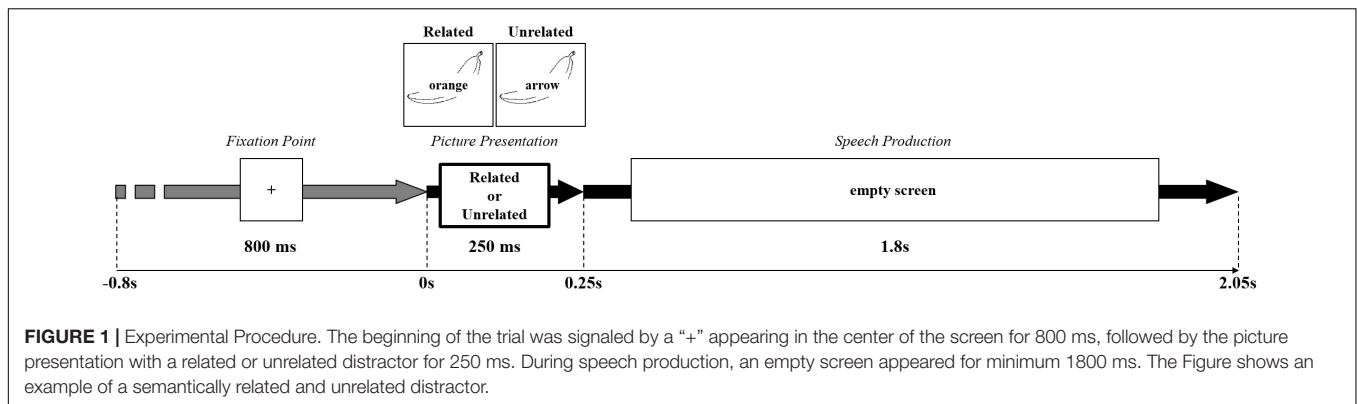 Related Unrelated
orange arrow
Fixation Point Picture Presentation Speech Production
+ Related or Unrelated empty screen
800 ms 250 ms 1.8s
-0.8s 0s 0.25s 2.05s
FIGURE 1 | Experimental Procedure. The beginning of the trial was signaled by a “+” appearing in the center of the screen for 800 ms, followed by the picture
presentation with a related or unrelated distractor for 250 ms. During speech production, an empty screen appeared for minimum 1800 ms. The Figure shows an
example of a semantically related and unrelated distractor.